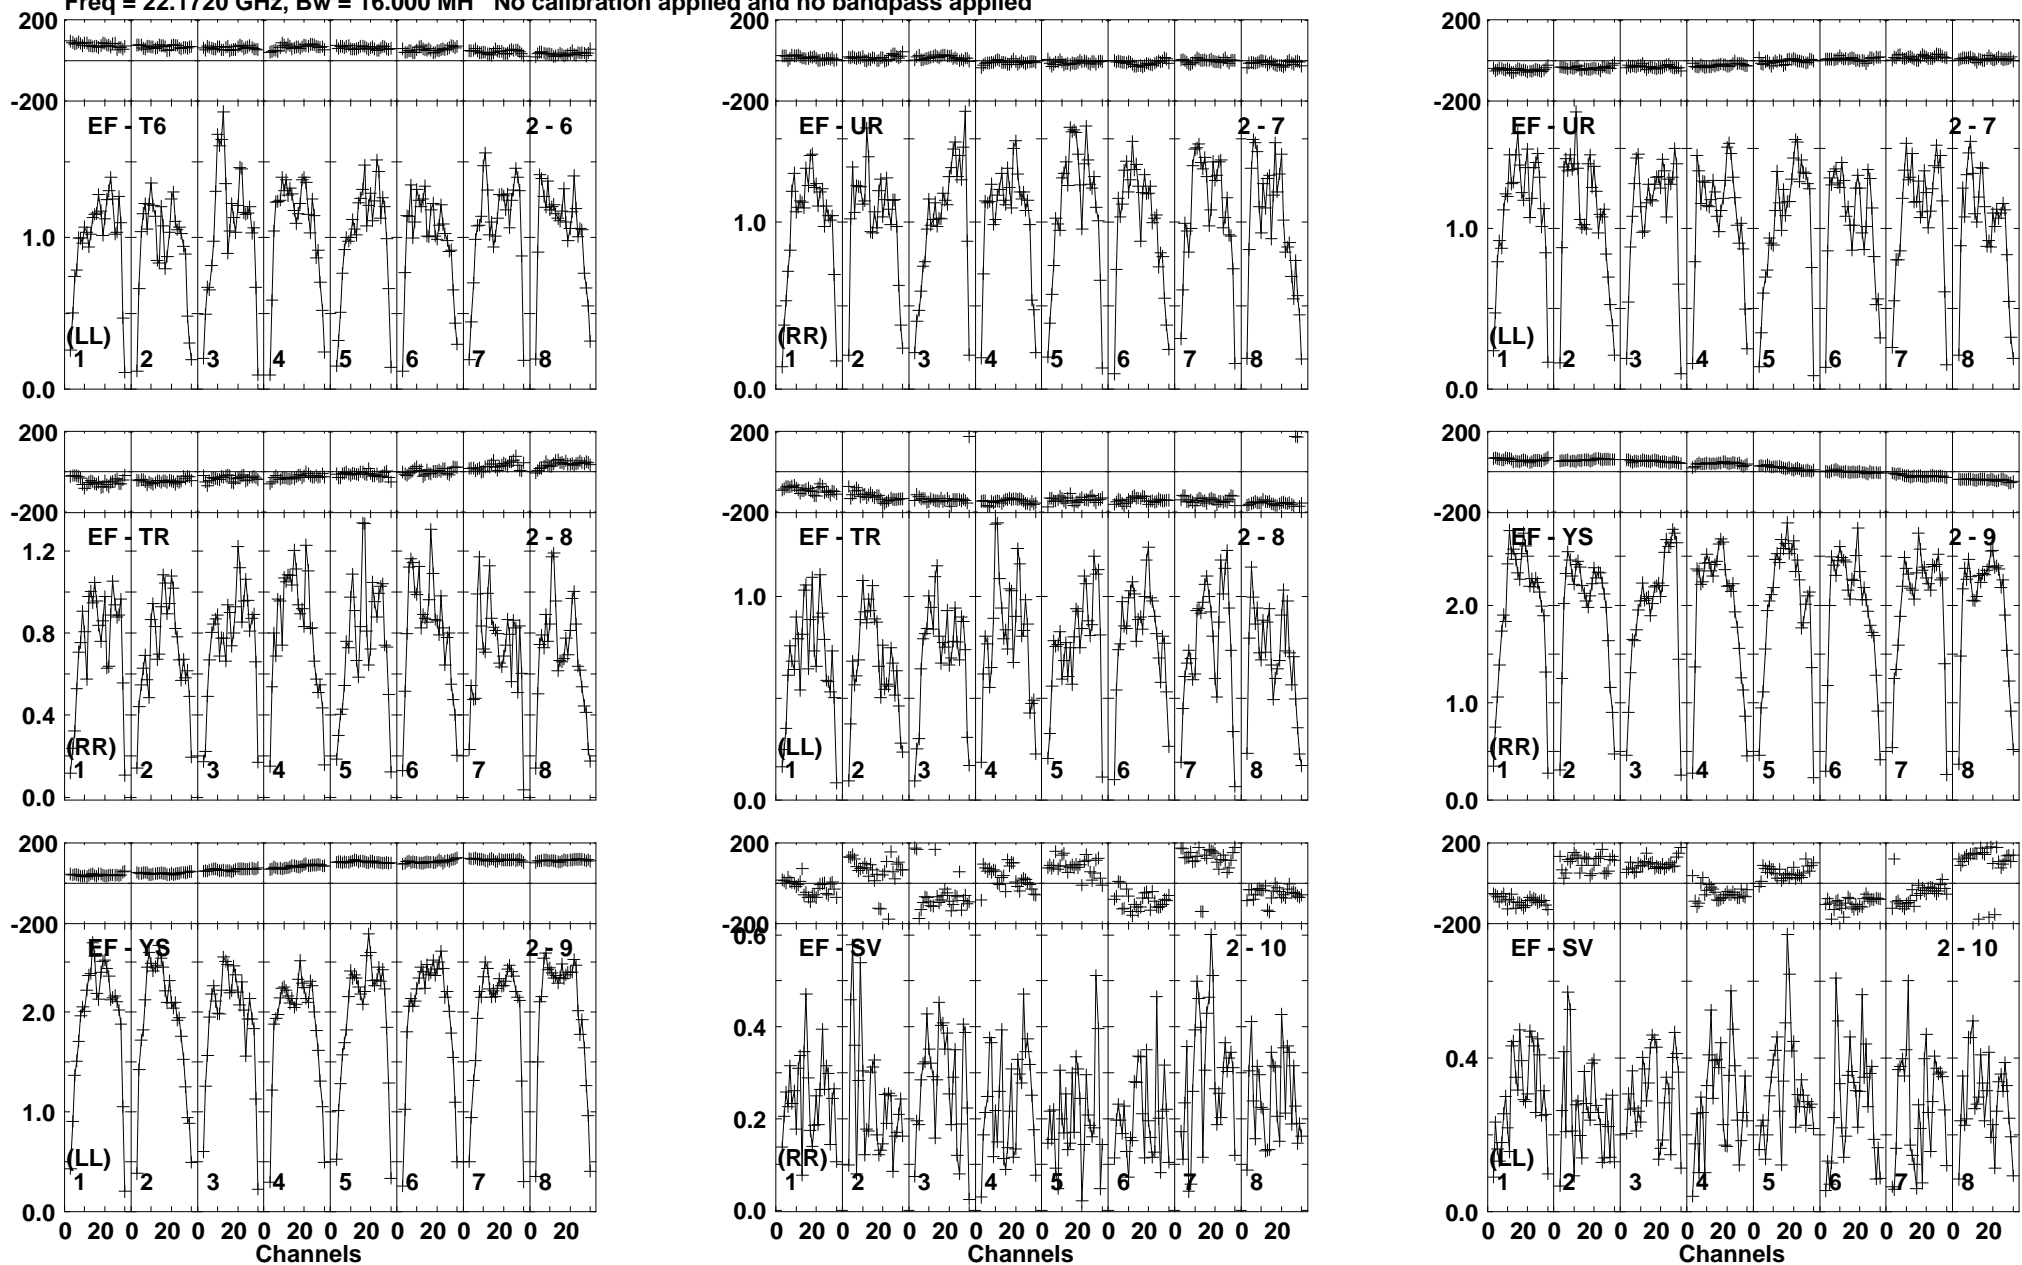 Freq = 22.1720 GHz, Bw = 16.000 MH No calibration applied and no bandpass applied
200 200 200
-200 -200 -200
EF - T6 2 - 6 EF - UR 2 - 7 EF - UR 2 - 7
1.0 1.0 1.0
(LL) (RR) (LL)
1 2 3 4 5 6 7 8 1 2 3 4 5 6 7 8 1 2 3 4 5 6 7 8
0.0 0.0 0.0
200 200 200
-200 -200 -200
EF - TR 2 - 8 EF - TR 2 - 8 EF - YS 2 - 9
1.2
1.0 2.0
0.8
1.0
0.4
(RR) (LL) (RR)
1 2 3 4 5 6 7 8 1 2 3 4 5 6 7 8 1 2 3 4 5 6 7 8
0.0 0.0 0.0
200 200 200
-200 -200 -200
0.6
EF - YS 2 - 9 EF - SV 2 - 10 EF - SV 2 - 10
2.0 0.4 0.4
1.0 0.2
(LL) (RR) (LL)
1 2 3 4 5 6 7 8 1 2 3 4 5 6 7 8 1 2 3 4 5 6 7 8
0.0 0.0 0.0
0 20 0 20 0 20 0 20 0 20 0 20 0 20 0 20 0 20 0 20 0 20 0 20 0 20 0 20 0 20 0 20 0 20 0 20 0 20 0 20 0 20 0 20 0 20 0 20
Channels Channels Channels